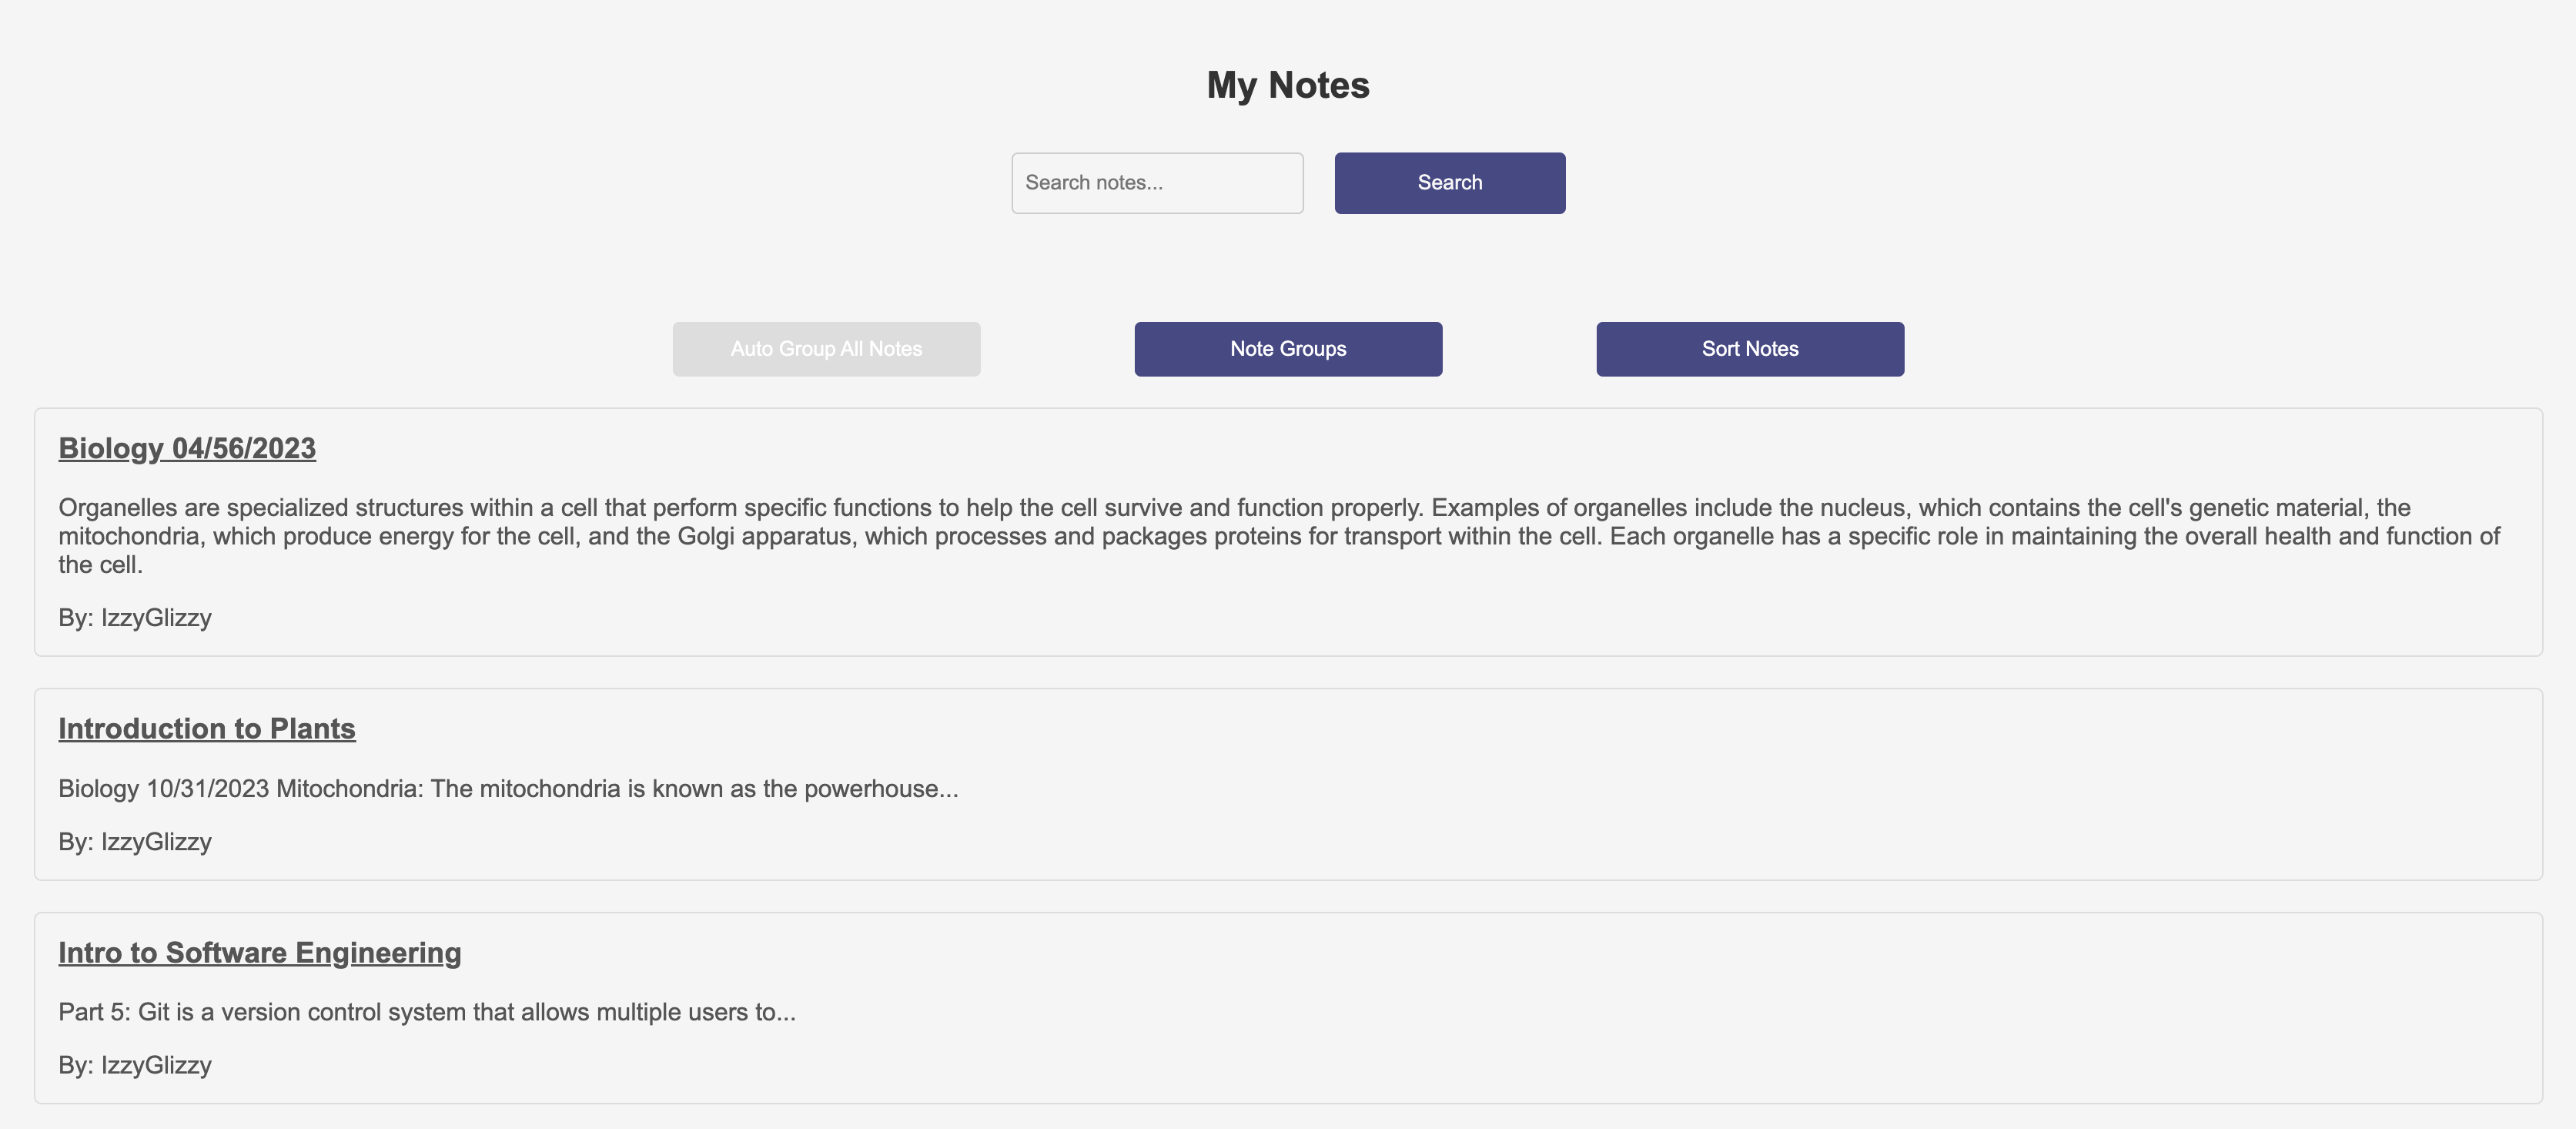 My Notes
Search notes...
Search
Auto Group All Notes
Note Groups
Sort Notes
Biology 04/56/2023
Organelles are specialized structures within a cell that perform specific functions to help the cell survive and function properly. Examples of organelles include the nucleus, which contains the cell's genetic material, the
mitochondria, which produce energy for the cell, and the Golgi apparatus, which processes and packages proteins for transport within the cell. Each organelle has a specific role in maintaining the overall health and function of
the cell.
By: IzzyGlizzy
Introduction to Plants
Biology 10/31/2023 Mitochondria: The mitochondria is known as the powerhouse...
By: IzzyGlizzy
Intro to Software Engineering
Part 5: Git is a version control system that allows multiple users to...
By: IzzyGlizzy